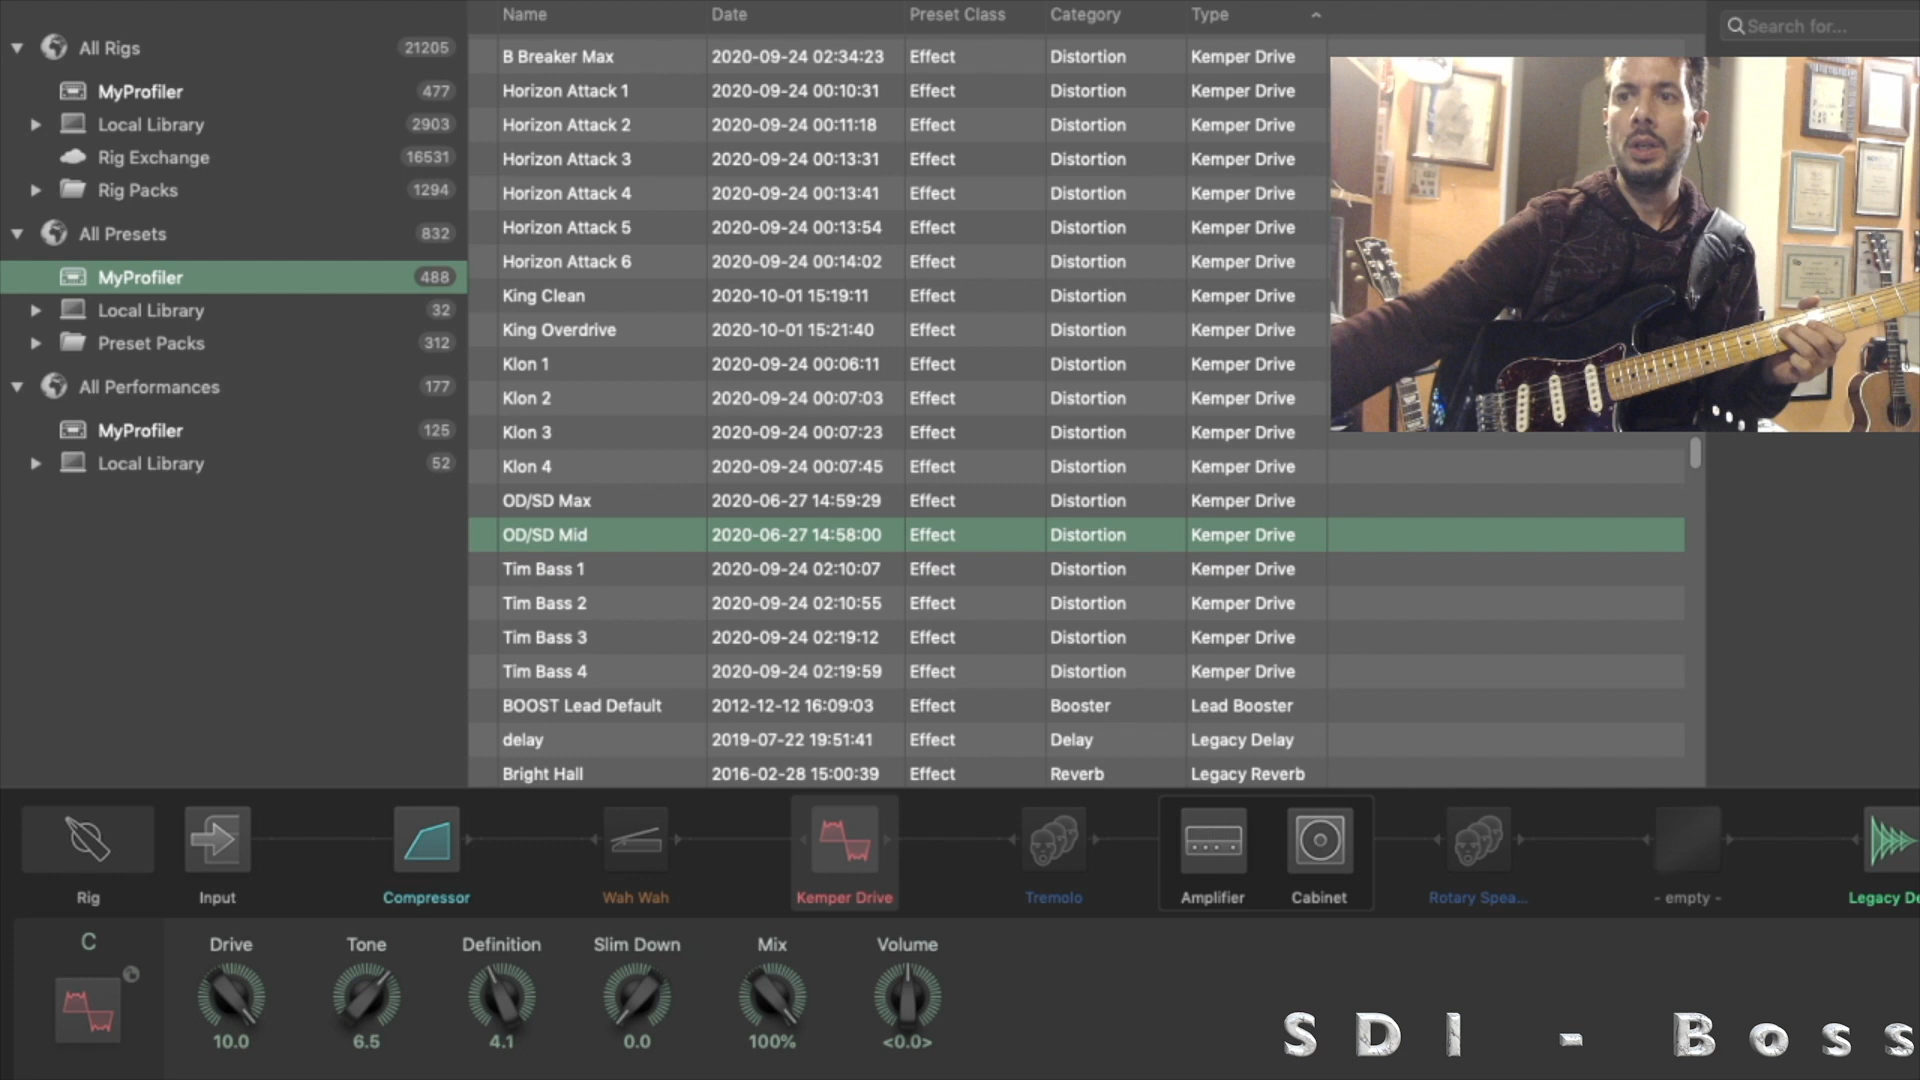 All Rigs 21205
MyProfiler 477
Local Library 2903
Rig Exchange 16531
Rig Packs 1294
All Presets 832
MyProfiler 488
Local Library 32
Preset Packs 312
All Performances 177
MyProfiler 125
Local Library 52
Name Date Preset Class Category Type
B Breaker Max 2020-09-24 02:34:23 Effect Distortion Kemper Drive
Horizon Attack 1 2020-09-24 00:10:31 Effect Distortion Kemper Drive
Horizon Attack 2 2020-09-24 00:11:18 Effect Distortion Kemper Drive
Horizon Attack 3 2020-09-24 00:13:31 Effect Distortion Kemper Drive
Horizon Attack 4 2020-09-24 00:13:41 Effect Distortion Kemper Drive
Horizon Attack 5 2020-09-24 00:13:54 Effect Distortion Kemper Drive
Horizon Attack 6 2020-09-24 00:14:02 Effect Distortion Kemper Drive
King Clean 2020-10-01 15:19:11 Effect Distortion Kemper Drive
King Overdrive 2020-10-01 15:21:40 Effect Distortion Kemper Drive
Klon 1 2020-09-24 00:06:11 Effect Distortion Kemper Drive
Klon 2 2020-09-24 00:07:03 Effect Distortion Kemper Drive
Klon 3 2020-09-24 00:07:23 Effect Distortion Kemper Drive
Klon 4 2020-09-24 00:07:45 Effect Distortion Kemper Drive
OD/SD Max 2020-06-27 14:59:29 Effect Distortion Kemper Drive
OD/SD Mid 2020-06-27 14:58:00 Effect Distortion Kemper Drive
Tim Bass 1 2020-09-24 02:10:07 Effect Distortion Kemper Drive
Tim Bass 2 2020-09-24 02:10:55 Effect Distortion Kemper Drive
Tim Bass 3 2020-09-24 02:19:12 Effect Distortion Kemper Drive
Tim Bass 4 2020-09-24 02:19:59 Effect Distortion Kemper Drive
BOOST Lead Default 2012-12-12 16:09:03 Effect Booster Lead Booster
delay 2019-07-22 19:51:41 Effect Delay Legacy Delay
Bright Hall 2016-02-28 15:00:39 Effect Reverb Legacy Reverb
Search for...
Rig Input Compressor Wah Wah Kemper Drive Tremolo Amplifier Cabinet Rotary Spea... - empty - Legacy De
C Drive Tone Definition Slim Down Mix Volume
10.0 6.5 4.1 0.0 100% <0.0>
SDI - Boss